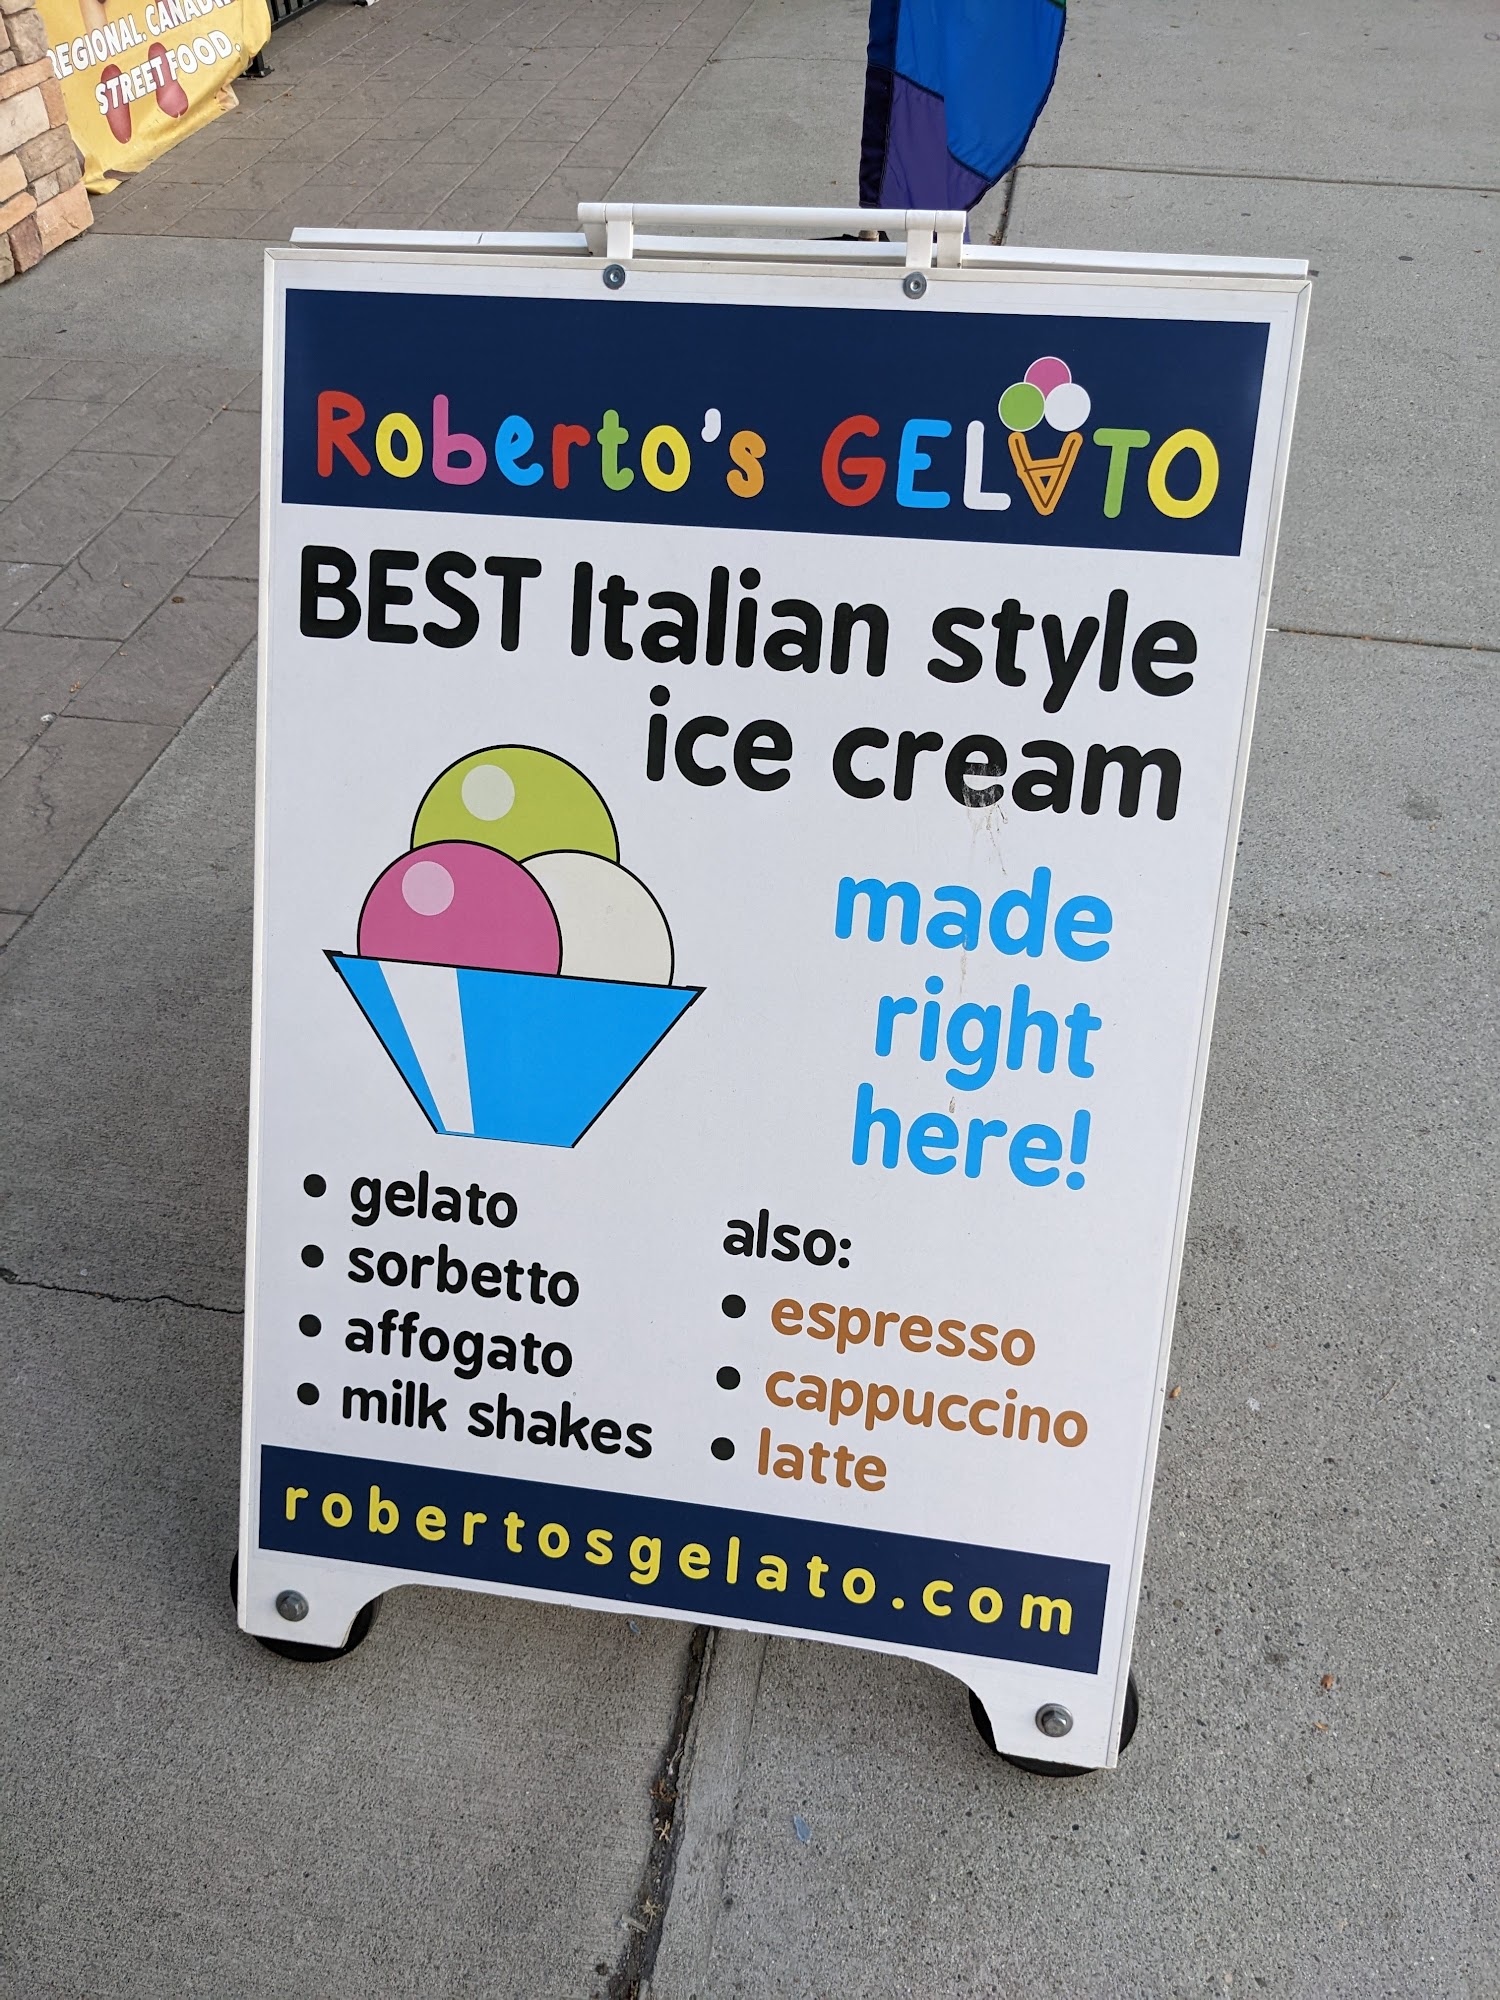 REGIONAL. CANADIAN
STREET FOOD.
Roberto's GELATO
BEST Italian style
ice cream
made
right
here!
• gelato
• sorbetto
• affogato
• milk shakes
also:
• espresso
• cappuccino
• latte
robertosgelato.com